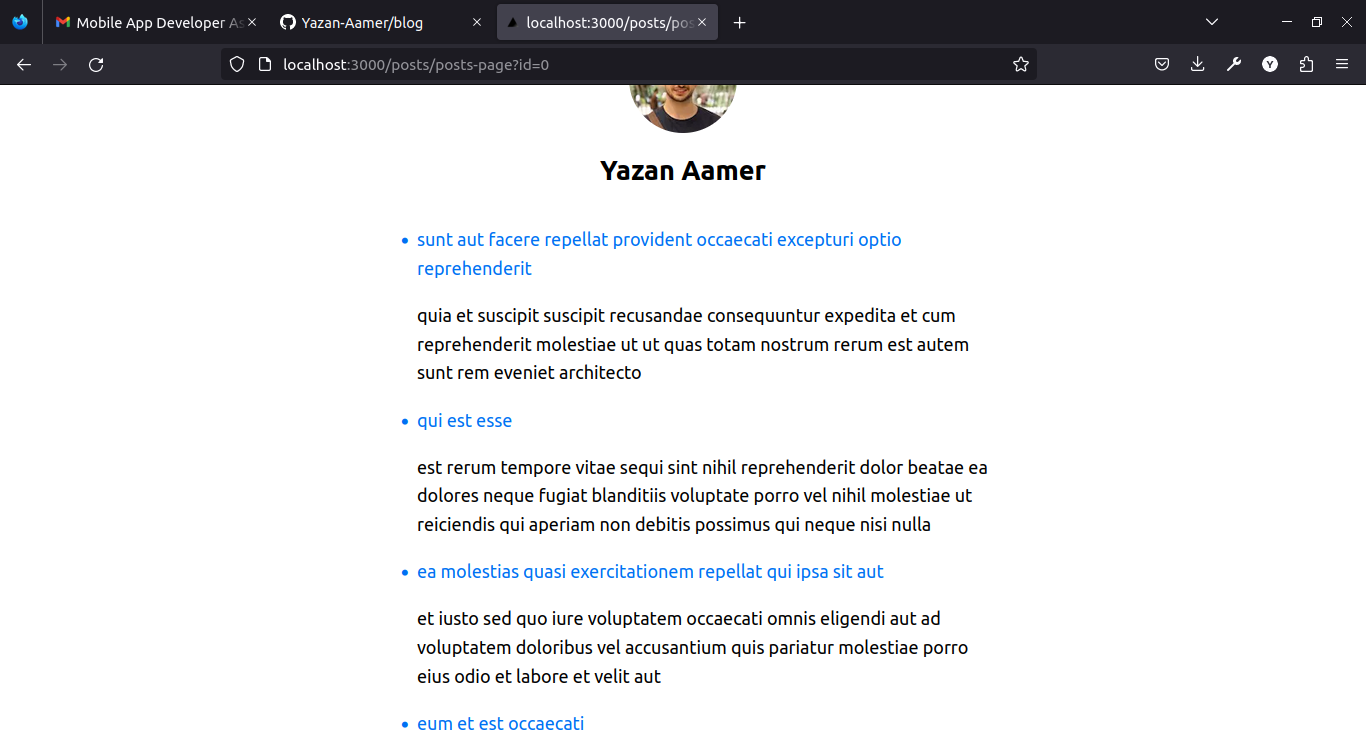 Mobile App Developer As
Yazan-Aamer/blog
localhost:3000/posts/pos
localhost:3000/posts/posts-page?id=0
Y
Yazan Aamer
• sunt aut facere repellat provident occaecati excepturi optio
reprehenderit
quia et suscipit suscipit recusandae consequuntur expedita et cum
reprehenderit molestiae ut ut quas totam nostrum rerum est autem
sunt rem eveniet architecto
• qui est esse
est rerum tempore vitae sequi sint nihil reprehenderit dolor beatae ea
dolores neque fugiat blanditiis voluptate porro vel nihil molestiae ut
reiciendis qui aperiam non debitis possimus qui neque nisi nulla
• ea molestias quasi exercitationem repellat qui ipsa sit aut
et iusto sed quo iure voluptatem occaecati omnis eligendi aut ad
voluptatem doloribus vel accusantium quis pariatur molestiae porro
eius odio et labore et velit aut
• eum et est occaecati